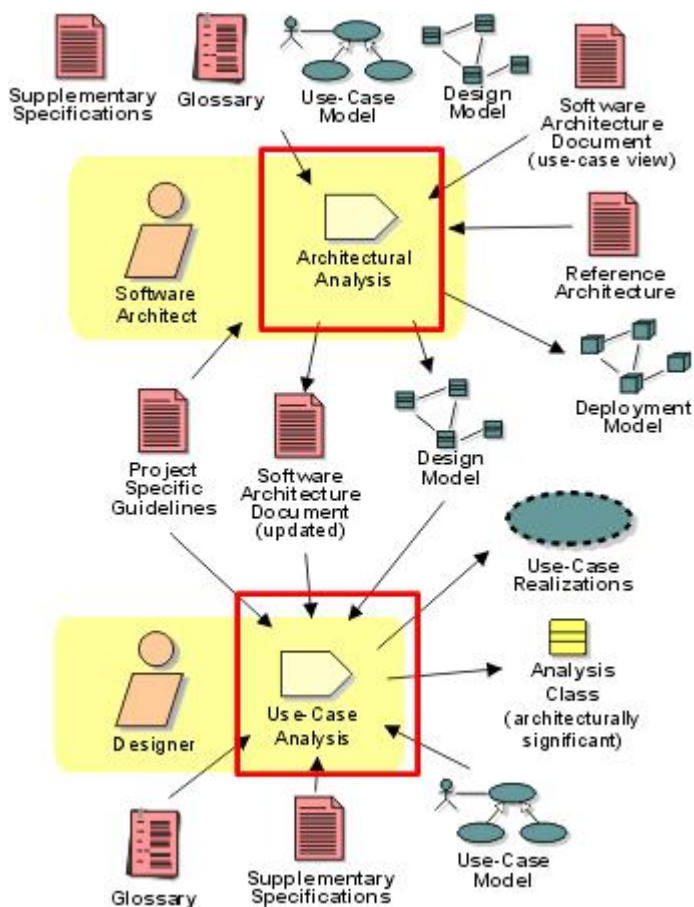 Supplementary
Specifications
Glossary
Use-Case
Model
Design
Model
Software
Architecture
Document
(use-case view)
Software
Architect
Architectural
Analysis
Reference
Architecture
Deployment
Model
Project
Specific
Guidelines
Software
Architecture
Document
(updated)
Design
Model
Use-Case
Realizations
Designer
Use-Case
Analysis
Analysis
Class
(architecturally
significant)
Glossary
Supplementary
Specifications
Use-Case
Model